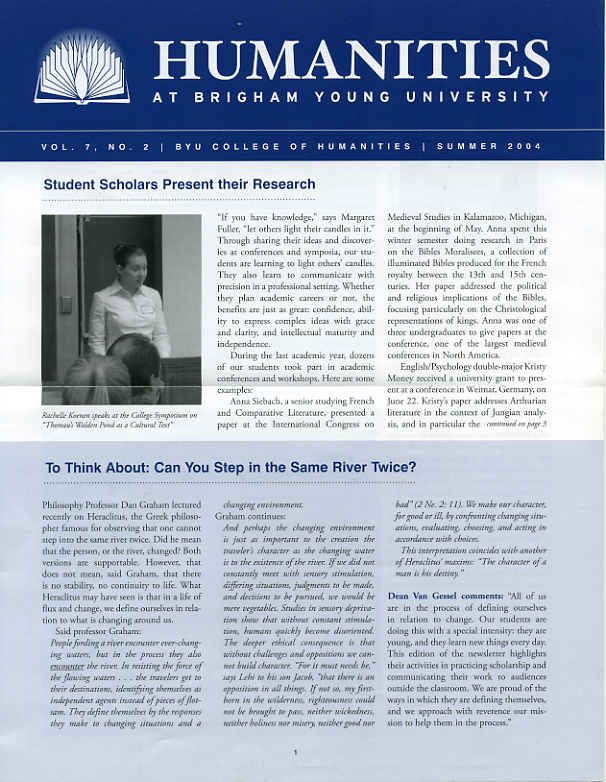 HUMANITIES
AT BRIGHAM YOUNG UNIVERSITY
VOL. 7, NO. 2 | BYU COLLEGE OF HUMANITIES | SUMMER 2004
Student Scholars Present their Research
Rachelle Koenen speaks at the College Symposium on
"Thoreau's Walden Pond as a Cultural Text"
"If you have knowledge," says Margaret
Fuller, "let others light their candles in it."
Through sharing their ideas and discover-
ies at conferences and symposia, our stu-
dents are learning to light others' candles.
They also learn to communicate with
precision in a professional setting. Whether
they plan academic careers or not, the
benefits are just as great: confidence, abil-
ity to express complex ideas with grace
and clarity, and intellectual maturity and
independence.
During the last academic year, dozens
of our students took part in academic
conferences and workshops. Here are some
examples:
Anna Siebach, a senior studying French
and Comparative Literature, presented a
paper at the International Congress on
Medieval Studies in Kalamazoo, Michigan,
at the beginning of May. Anna spent this
winter semester doing research in Paris
on the Bibles Moralisees, a collection of
illuminated Bibles produced for the French
royalty between the 13th and 15th cen-
turies. Her paper addressed the political
and religious implications of the Bibles,
focusing particularly on the Christological
representations of kings. Anna was one of
three undergraduates to give papers at the
conference, one of the largest medieval
conferences in North America.
English/Psychology double-major Kristy
Money received a university grant to pres-
ent at a conference in Weimar, Germany, on
June 22. Kristy's paper addresses Arthurian
literature in the context of Jungian analy-
sis, and in particular the continued on page 3
To Think About: Can You Step in the Same River Twice?
Philosophy Professor Dan Graham lectured
recently on Heraclitus, the Greek philoso-
pher famous for observing that one cannot
step into the same river twice. Did he mean
that the person, or the river, changed? Both
versions are supportable. However, that
does not mean, said Graham, that there
is no stability, no continuity to life. What
Heraclitus may have seen is that in a life of
flux and change, we define ourselves in rela-
tion to what is changing around us.
Said professor Graham:
People fording a river encounter ever-chang-
ing waters, but in the process they also
encounter the river. In resisting the force of
the flowing waters . . . the travelers get to
their destinations, identifying themselves as
independent agents instead of pieces of flot-
sam. They define themselves by the responses
they make to changing situations and a
changing environment.
Graham continues:
And perhaps the changing environment
is just as important to the creation the
traveler's character as the changing water
is to the existence of the river. If we did not
constantly meet with sensory stimulation,
differing situations, judgments to be made,
and decisions to be pursued, we would be
mere vegetables. Studies in sensory depriva-
tion show that without constant stimula-
tion, humans quickly become disoriented.
The deeper ethical consequence is that
without challenges and oppositions we can-
not build character. "For it must needs be,"
says Lehi to his son Jacob, "that there is an
opposition in all things. If not so, my first-
born in the wilderness, righteousness could
not be brought to pass, neither wickedness,
neither holiness nor misery, neither good nor
bad" (2 Ne. 2: 11). We make our character,
for good or ill, by confronting changing situ-
ations, evaluating, choosing, and acting in
accordance with choices.
This interpretation coincides with another
of Heraclitus' maxims: "The character of a
man is his destiny."
Dean Van Gessel comments: "All of us
are in the process of defining ourselves
in relation to change. Our students are
doing this with a special intensity: they are
young, and they learn new things every day.
This edition of the newsletter highlights
their activities in practicing scholarship and
communicating their work to audiences
outside the classroom. We are proud of the
ways in which they are defining themselves,
and we approach with reverence our mis-
sion to help them in the process."
1